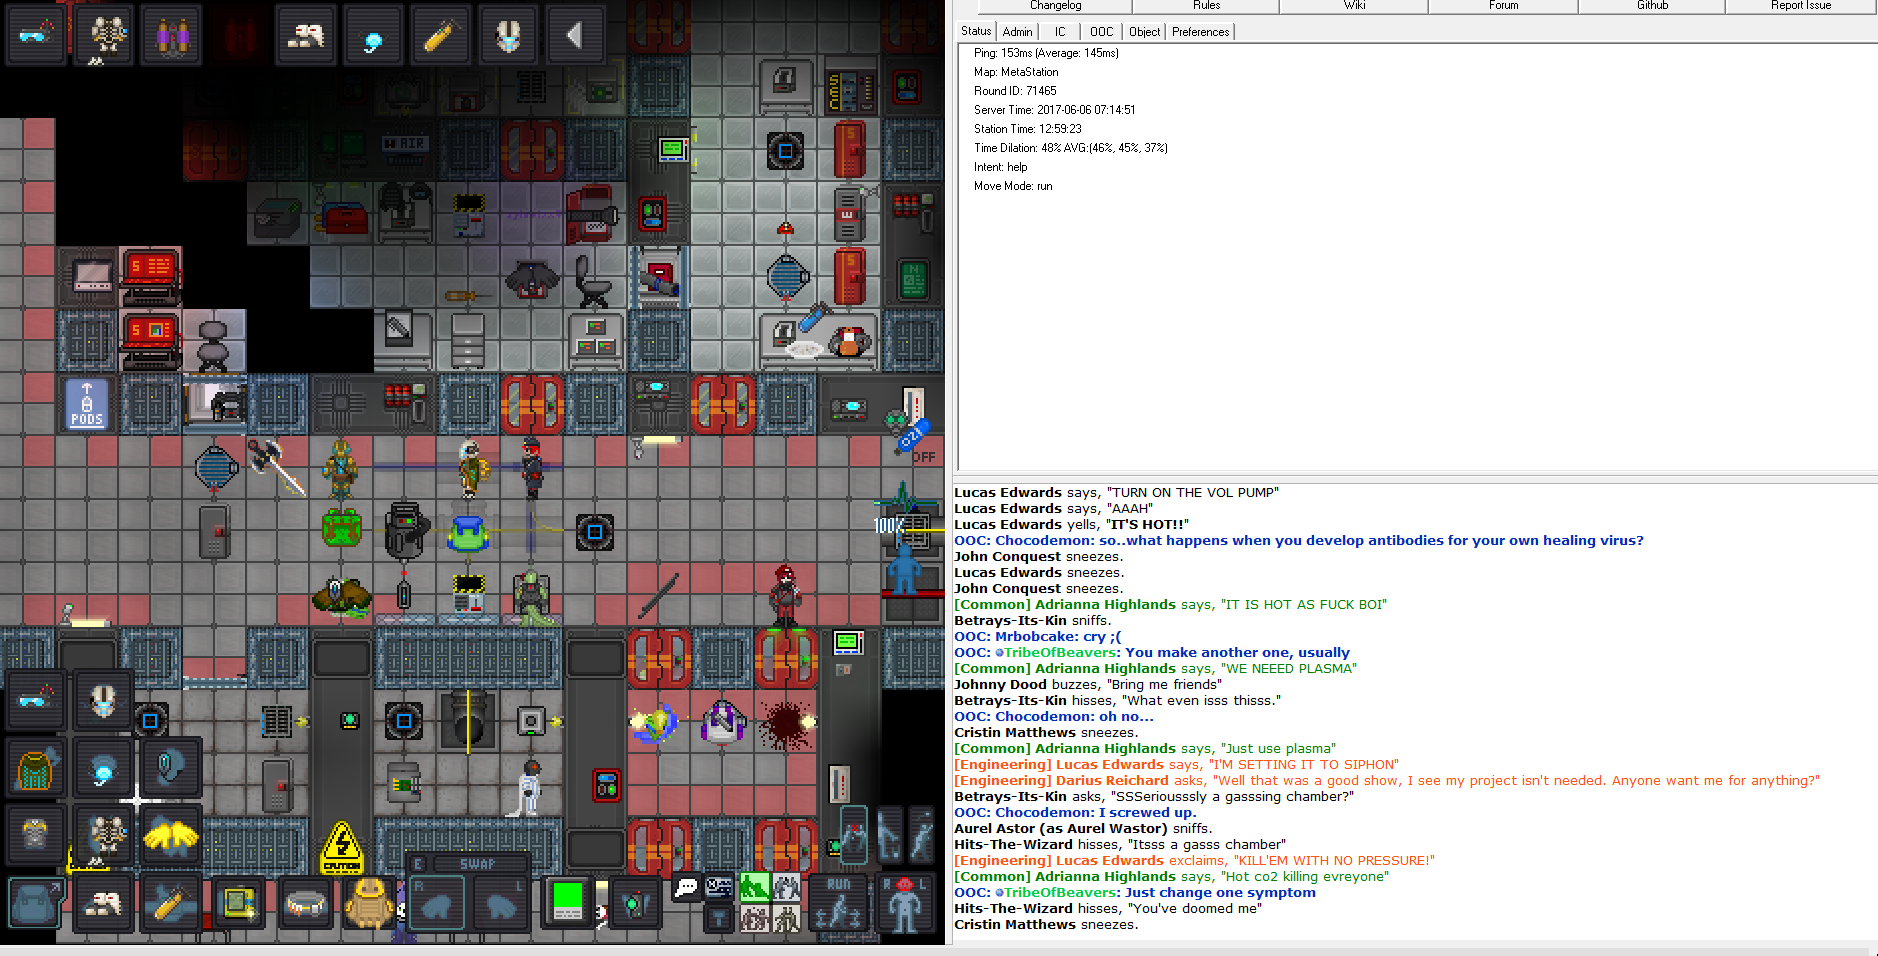 Changelog
Rules
Wiki
Forum
Github
Report Issue
Status
Admin
IC
OOC
Object
Preferences
Ping: 153ms (Average: 145ms)
Map: MetaStation
Round ID: 71465
Server Time: 2017-06-06 07:14:51
Station Time: 12:59:23
Time Dilation: 48% AVG:(46%, 45%, 37%)
Intent: help
Move Mode: run
Lucas Edwards says, "TURN ON THE VOL PUMP"
Lucas Edwards says, "AAAH"
Lucas Edwards yells, "IT'S HOT!!"
OOC: Chocodemon: so..what happens when you develop antibodies for your own healing virus?
John Conquest sneezes.
Lucas Edwards sneezes.
John Conquest sneezes.
[Common] Adrianna Highlands says, "IT IS HOT AS FUCK BOI"
Betrays-Its-Kin sniffs.
OOC: Mrbobcake: cry ;(
OOC: TribeOfBeavers: You make another one, usually
[Common] Adrianna Highlands says, "WE NEEED PLASMA"
Johnny Dood buzzes, "Bring me friends"
Betrays-Its-Kin hisses, "What even isss thisss."
OOC: Chocodemon: oh no...
Cristin Matthews sneezes.
[Common] Adrianna Highlands says, "Just use plasma"
[Engineering] Lucas Edwards says, "I'M SETTING IT TO SIPHON"
[Engineering] Darius Reichard asks, "Well that was a good show, I see my project isn't needed. Anyone want me for anything?"
Betrays-Its-Kin asks, "SSSeriousssly a gasssing chamber?"
OOC: Chocodemon: I screwed up.
Aurel Astor (as Aurel Wastor) sniffs.
Hits-The-Wizard hisses, "Itsss a gasss chamber"
[Engineering] Lucas Edwards exclaims, "KILL'EM WITH NO PRESSURE!"
[Common] Adrianna Highlands says, "Hot co2 killing evreyone"
OOC: TribeOfBeavers: Just change one symptom
Hits-The-Wizard hisses, "You've doomed me"
Cristin Matthews sneezes.
AIR
PODS
O21
OFF
100%
CAUTION
E
SWAP
R
L
RUN
R
L